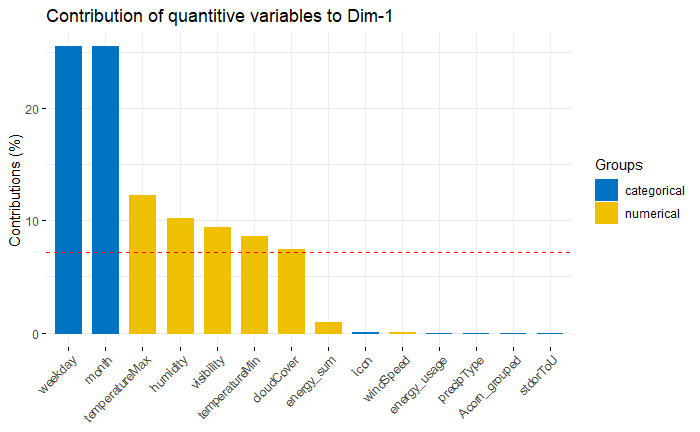 Contribution of quantitive variables to Dim-1
Contributions (%)
20
10
0
weekday
month
temperatureMax
humidity
visibility
temperatureMin
cloudCover
energy_sum
icon
windSpeed
energy_usage
precipType
Acorn_grouped
stdorToU
Groups
categorical
numerical